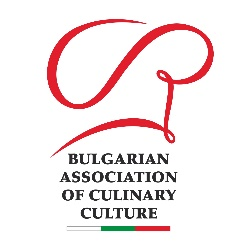 BULGARIAN
ASSOCIATION
OF CULINARY
CULTURE